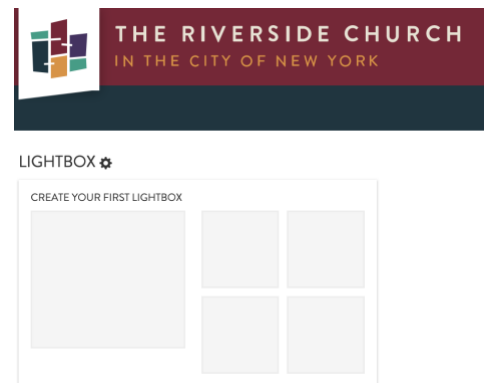 THE RIVERSIDE CHURCH
IN THE CITY OF NEW YORK
LIGHTBOX
CREATE YOUR FIRST LIGHTBOX